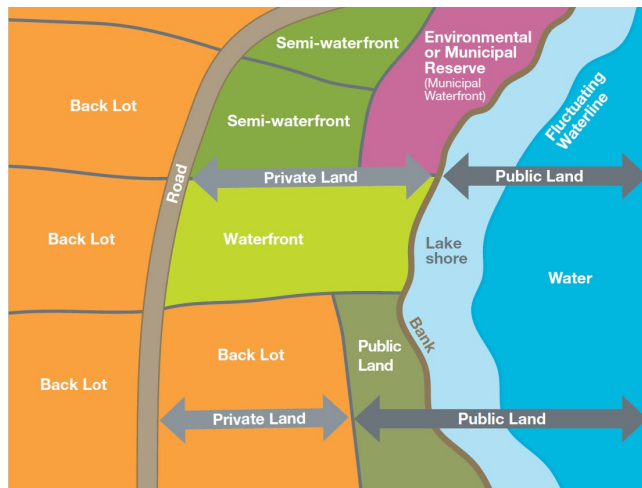 Semi-waterfront
Environmental
or Municipal
Reserve
(Municipal
Waterfront)
Back Lot
Semi-waterfront
Fluctuating
Waterline
Road
Private Land
Public Land
Back Lot
Waterfront
Lake
shore
Water
Bank
Back Lot
Back Lot
Public
Land
Private Land
Public Land